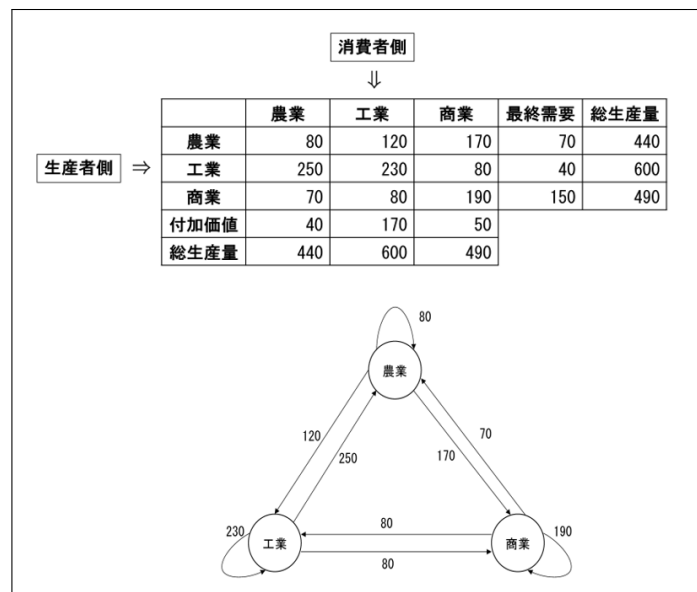 消費者側
⇓
農業 工業 商業 最終需要 総生産量
農業 80 120 170 70 440
生産者側 ⇒ 工業 250 230 80 40 600
商業 70 80 190 150 490
付加価値 40 170 50
総生産量 440 600 490
80
農業
120 250 170 70
230 工業 80 商業 190
80